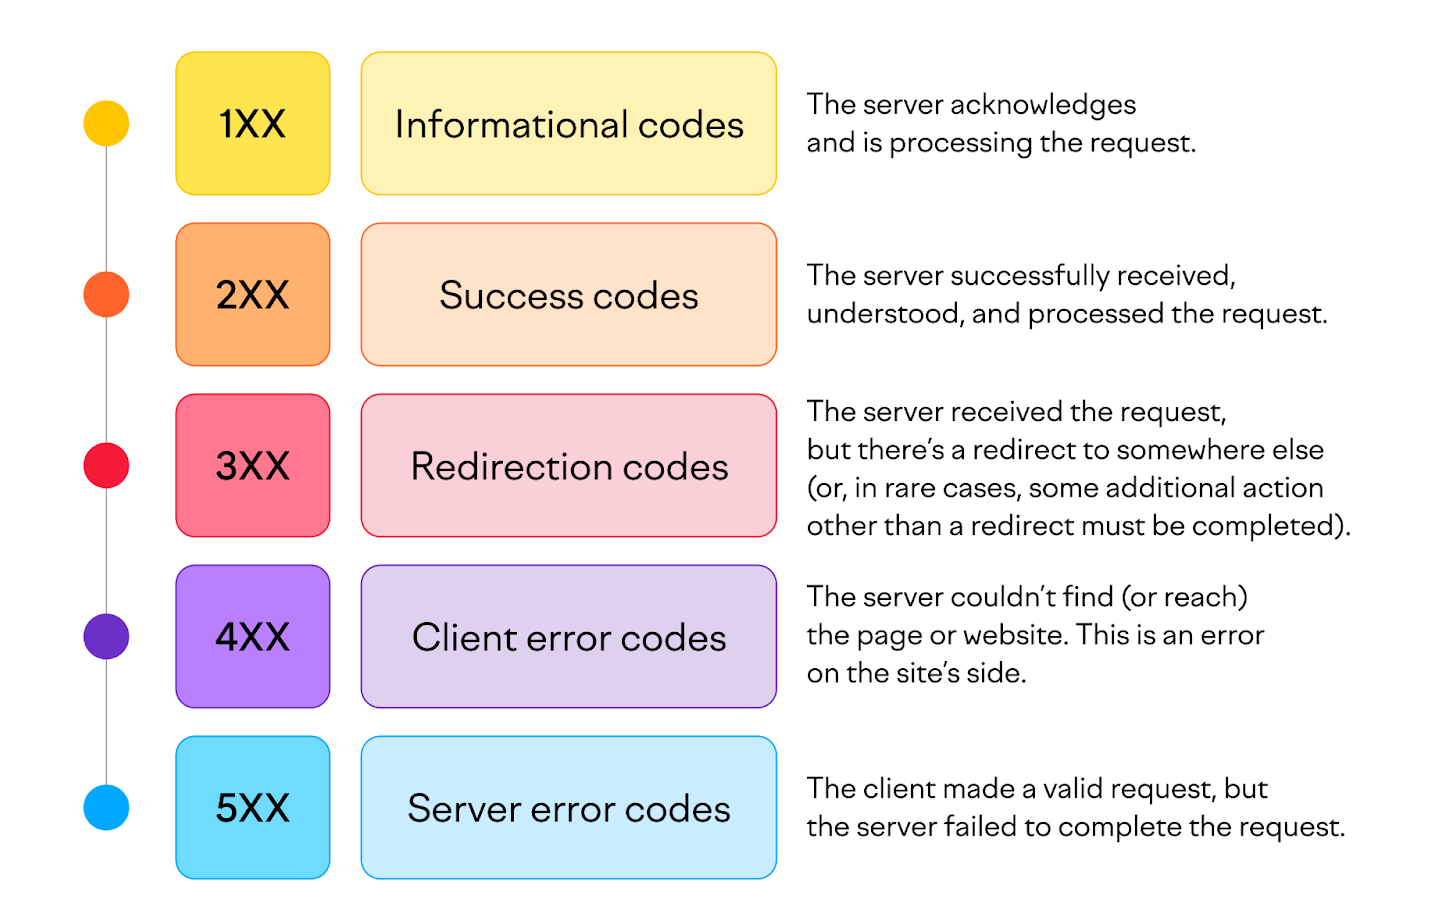 1XX
Informational codes
The server acknowledges
and is processing the request.
2XX
Success codes
The server successfully received,
understood, and processed the request.
3XX
Redirection codes
The server received the request,
but there’s a redirect to somewhere else
(or, in rare cases, some additional action
other than a redirect must be completed).
4XX
Client error codes
The server couldn’t find (or reach)
the page or website. This is an error
on the site’s side.
5XX
Server error codes
The client made a valid request, but
the server failed to complete the request.